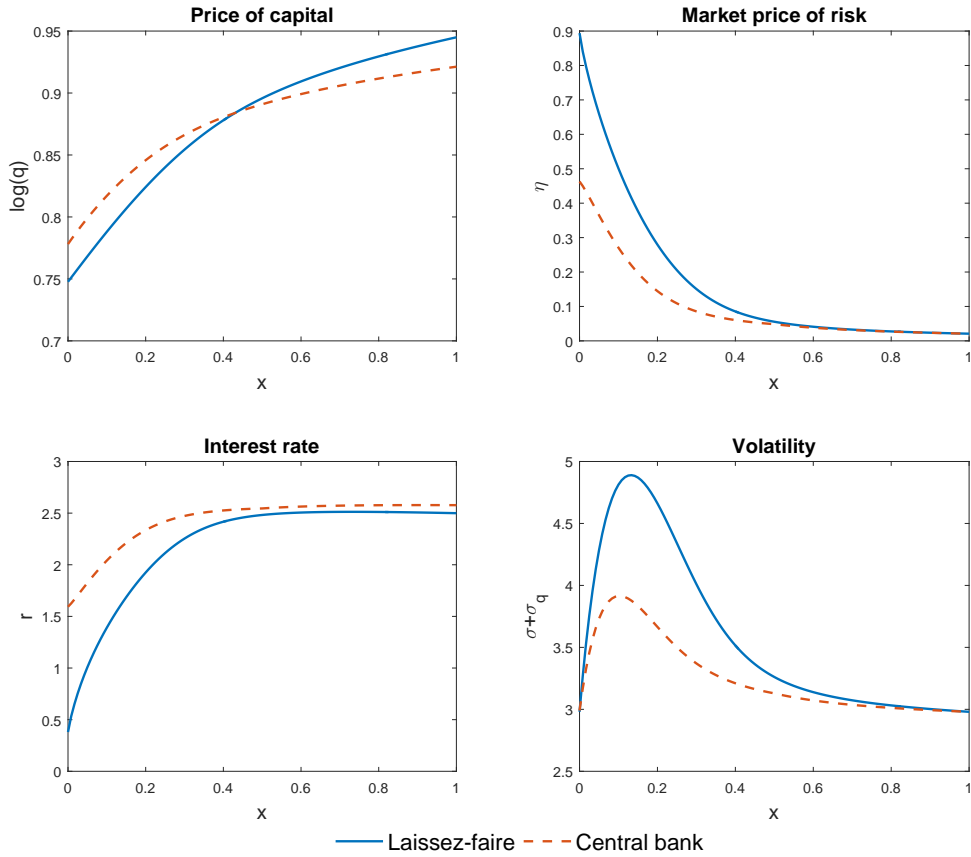 Price of capital
0.95
0.9
0.85
0.8
0.75
0.7
log(q)
0 0.2 0.4 0.6 0.8 1
x
Market price of risk
0.9
0.8
0.7
0.6
0.5
0.4
0.3
0.2
0.1
0
η
0 0.2 0.4 0.6 0.8 1
x
Interest rate
3
2.5
2
1.5
1
0.5
0
r
0 0.2 0.4 0.6 0.8 1
x
Volatility
5
4.5
4
3.5
3
2.5
σ+σq
0 0.2 0.4 0.6 0.8 1
x
Laissez-faire Central bank